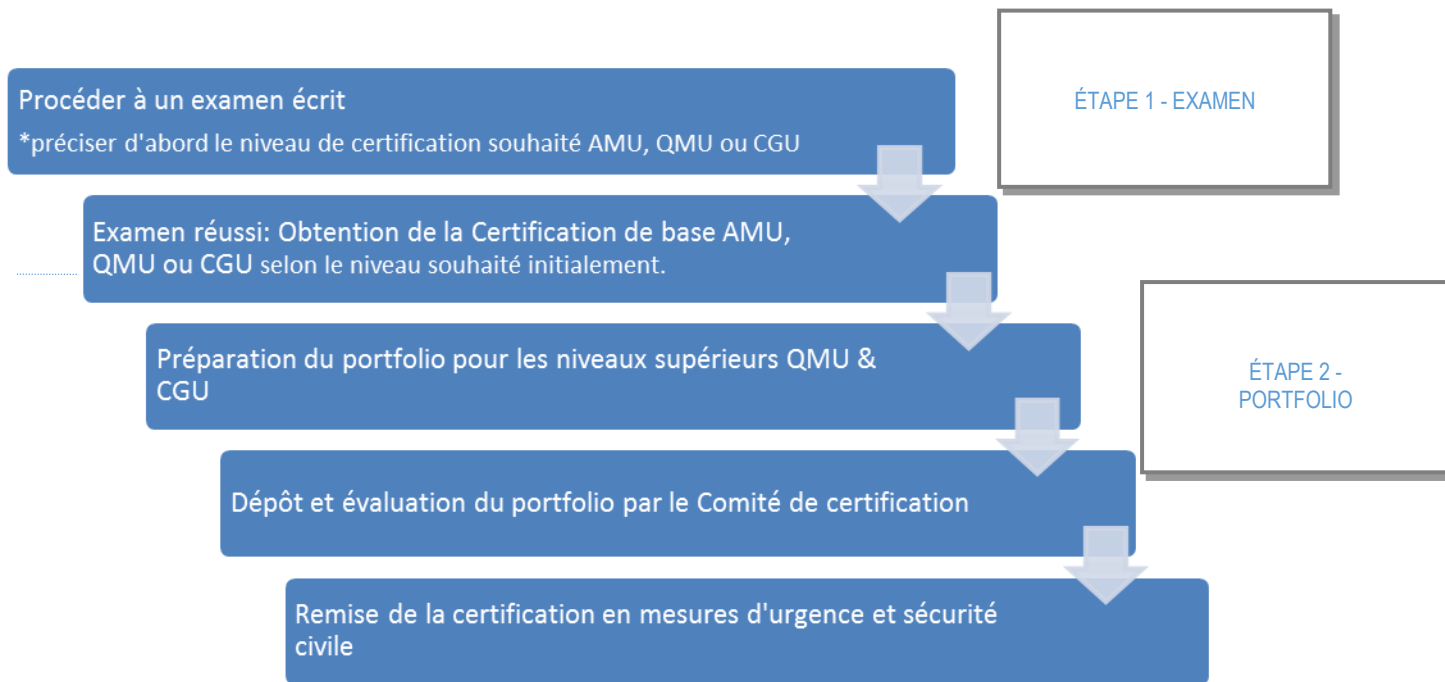 Procéder à un examen écrit
*préciser d'abord le niveau de certification souhaité AMU, QMU ou CGU
ÉTAPE 1 - EXAMEN
Examen réussi: Obtention de la Certification de base AMU,
QMU ou CGU selon le niveau souhaité initialement.
Préparation du portfolio pour les niveaux supérieurs QMU &
CGU
ÉTAPE 2 -
PORTFOLIO
Dépôt et évaluation du portfolio par le Comité de certification
Remise de la certification en mesures d'urgence et sécurité
civile